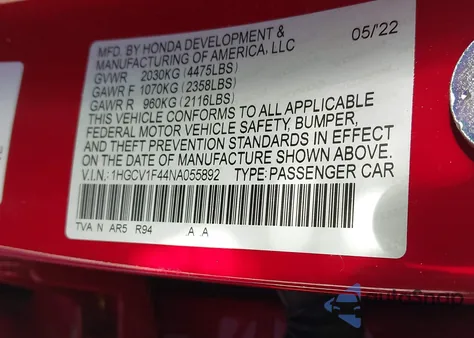 MFD. BY HONDA DEVELOPMENT & 05/'22
MANUFACTURING OF AMERICA, LLC
GVWR 2030KG (4475LBS)
GAWR F 1070KG (2358LBS)
GAWR R 960KG (2116LBS)
THIS VEHICLE CONFORMS TO ALL APPLICABLE
FEDERAL MOTOR VEHICLE SAFETY, BUMPER,
AND THEFT PREVENTION STANDARDS IN EFFECT
ON THE DATE OF MANUFACTURE SHOWN ABOVE.
V.I.N.: 1HGCV1F44NA055892 TYPE: PASSENGER CAR
TVA N AR5 R94 .A .A
autoSnap